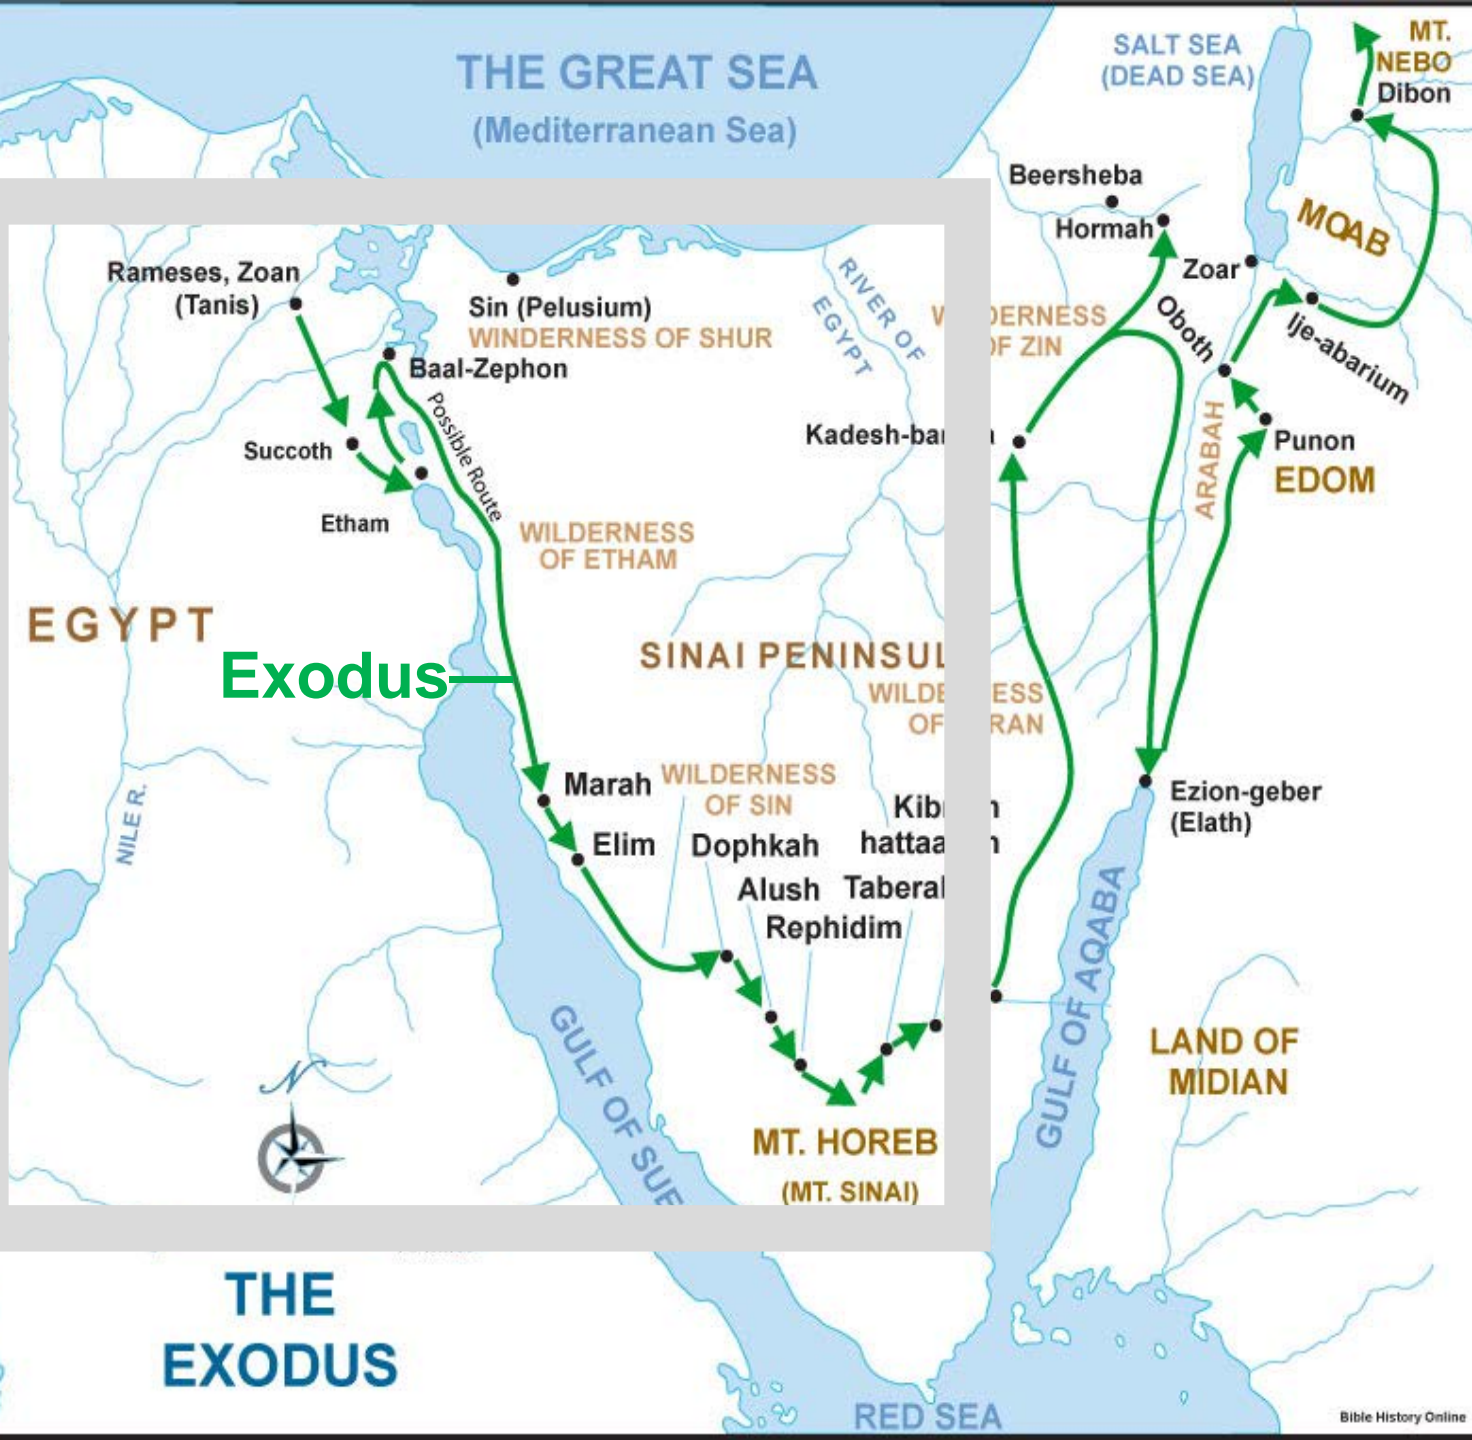 THE GREAT SEA
(Mediterranean Sea)
SALT SEA
(DEAD SEA)
MT.
NEBO
Dibon
Beersheba
Hormah
MOAB
Zoar
Rameses, Zoan
(Tanis)
Sin (Pelusium)
WINDERNESS OF SHUR
RIVER OF
EGYPT
OF ZIN
Oboth
Ije-abarium
Baal-Zephon
Possible Route
Succoth
ARABAH
Punon
EDOM
Etham
WILDERNESS
OF ETHAM
EGYPT
Exodus
SINAI PENINSUL
OF
Marah
WILDERNESS
OF SIN
Ezion-geber
(Elath)
NILE R.
Elim
Dophkah
Alush
Rephidim
GULF OF AQABA
GULF OF SUE
LAND OF
MIDIAN
MT. HOREB
(MT. SINAI)
N
THE
EXODUS
RED SEA
Bible History Online